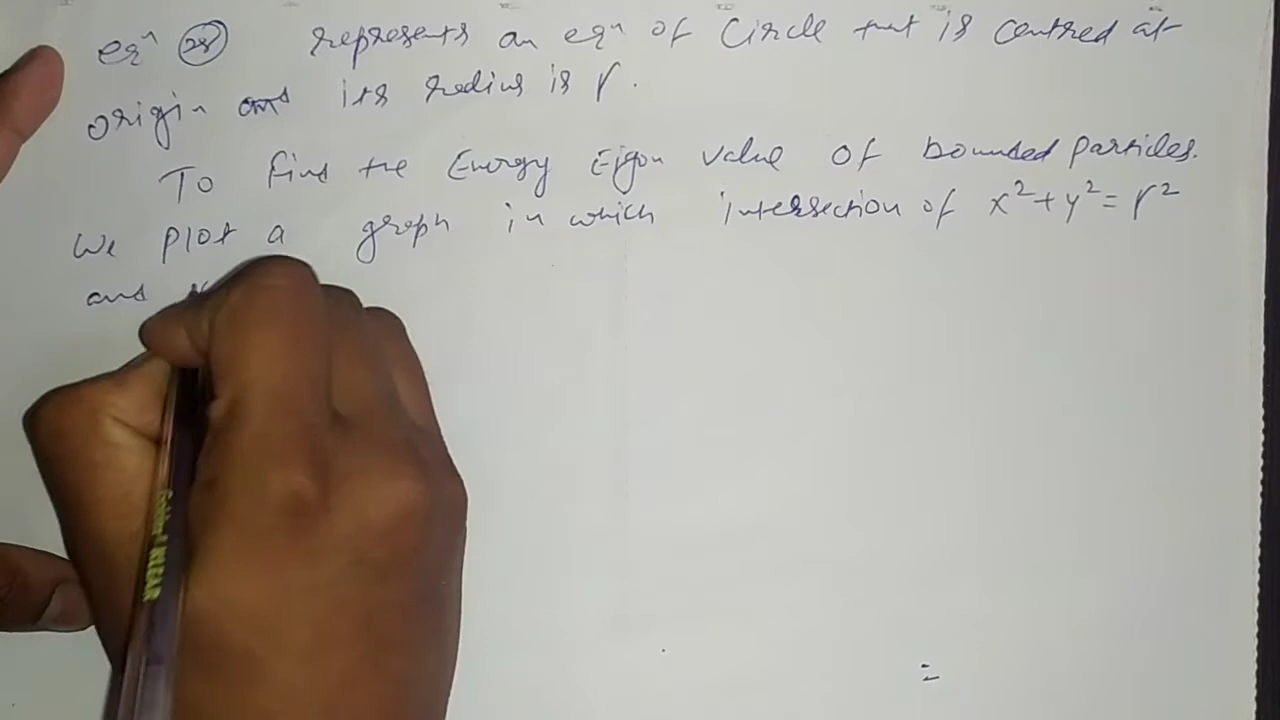 eqⁿ (28) represents an eqⁿ of Circle that is centred at
origin and its radius is r.
To find the Energy Eigen value of bounded particles.
We plot a graph in which intersection of x²+y²=r²
and
=